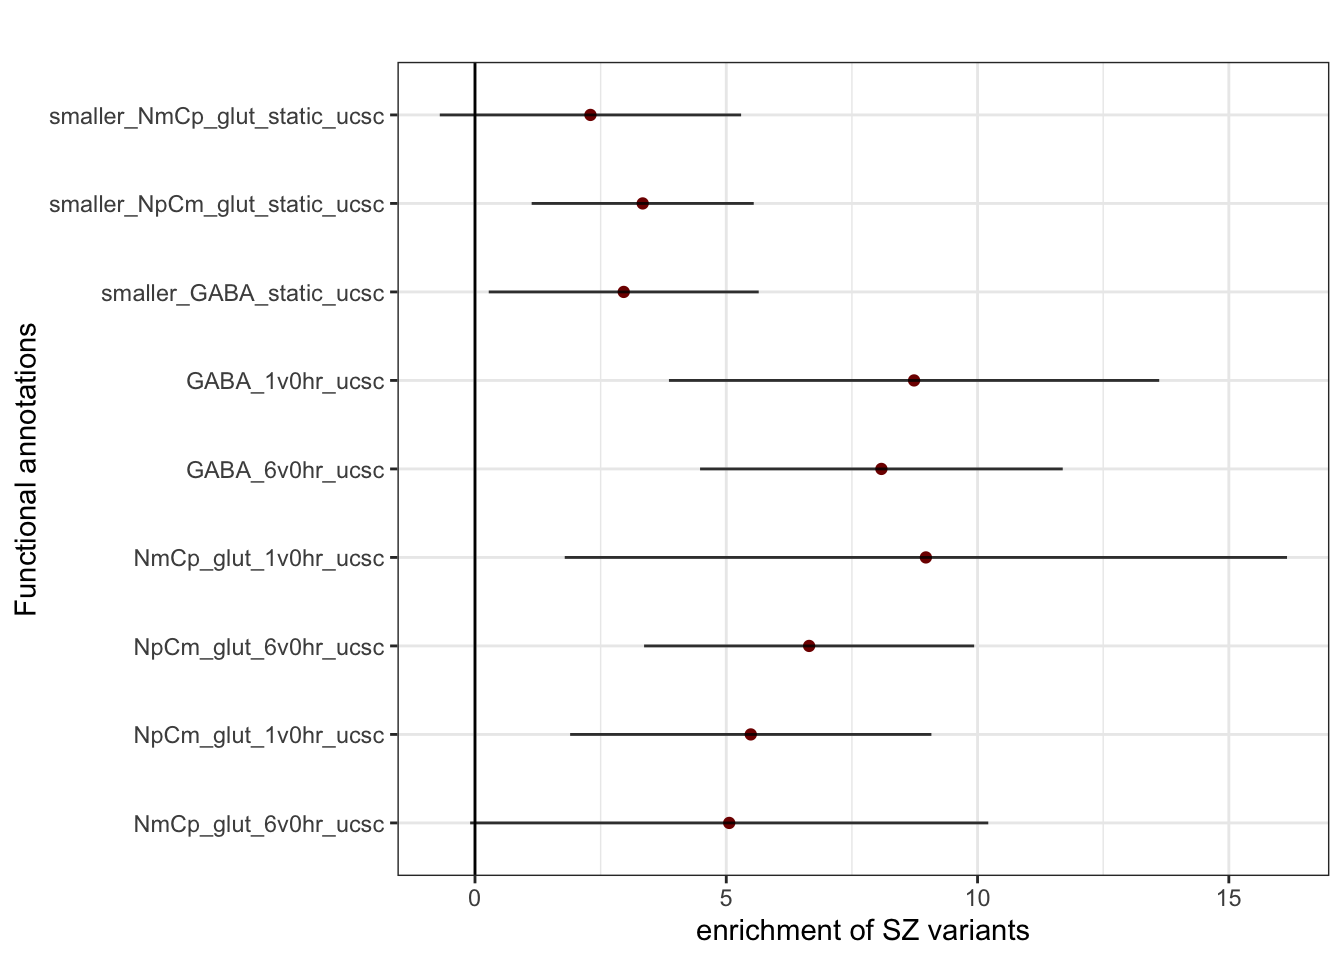 smaller_NmCp_glut_static_ucsc
smaller_NpCm_glut_static_ucsc
smaller_GABA_static_ucsc
GABA_1v0hr_ucsc
GABA_6v0hr_ucsc
NmCp_glut_1v0hr_ucsc
NpCm_glut_6v0hr_ucsc
NpCm_glut_1v0hr_ucsc
NmCp_glut_6v0hr_ucsc
Functional annotations
0 5 10 15
enrichment of SZ variants